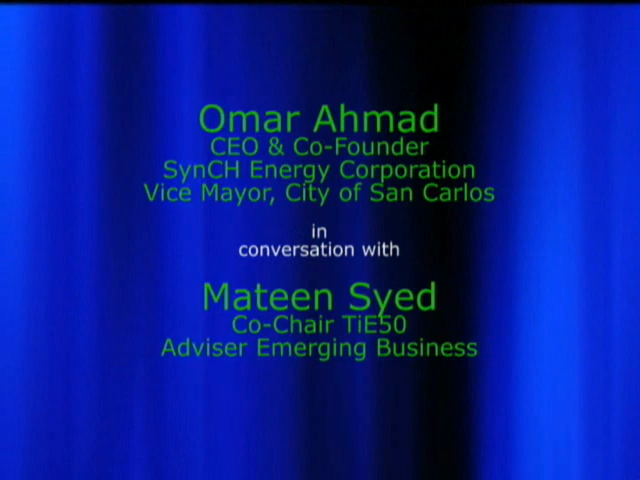 Omar Ahmad
CEO & Co-Founder
SynCH Energy Corporation
Vice Mayor, City of San Carlos
in
conversation with
Mateen Syed
Co-Chair TiE50
Adviser Emerging Business